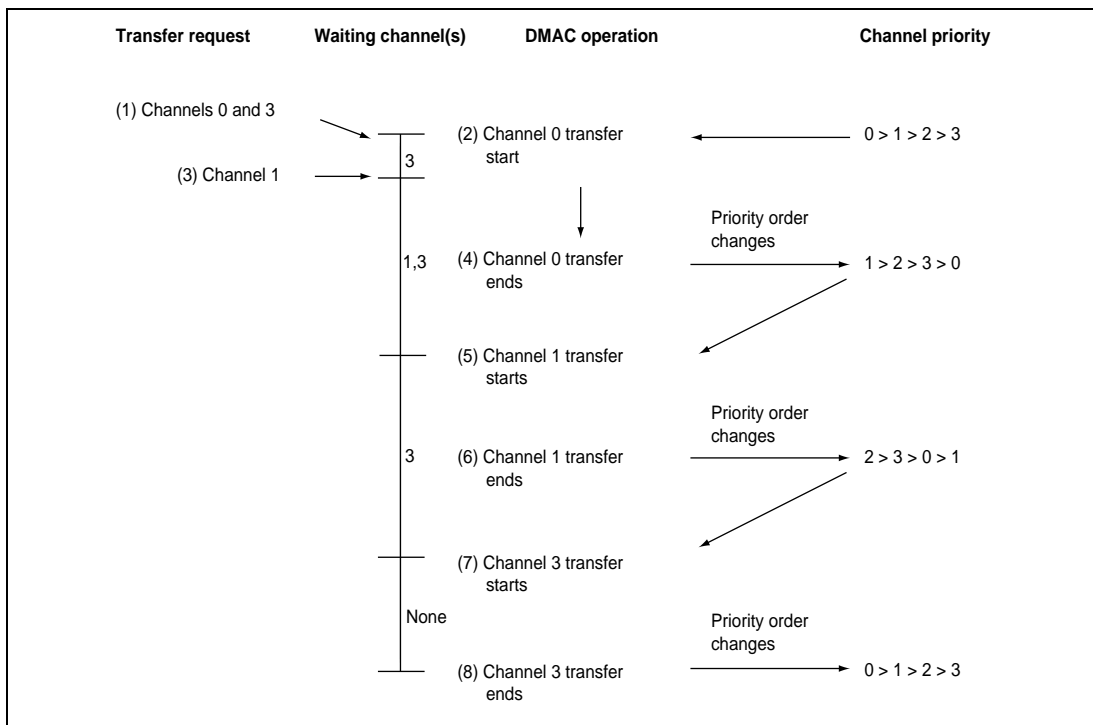 Transfer request Waiting channel(s) DMAC operation Channel priority
(1) Channels 0 and 3
(2) Channel 0 transfer
start
0 > 1 > 2 > 3
3
(3) Channel 1
Priority order
changes
1,3
(4) Channel 0 transfer
ends
1 > 2 > 3 > 0
(5) Channel 1 transfer
starts
Priority order
changes
3
(6) Channel 1 transfer
ends
2 > 3 > 0 > 1
(7) Channel 3 transfer
starts
None
Priority order
changes
(8) Channel 3 transfer
ends
0 > 1 > 2 > 3